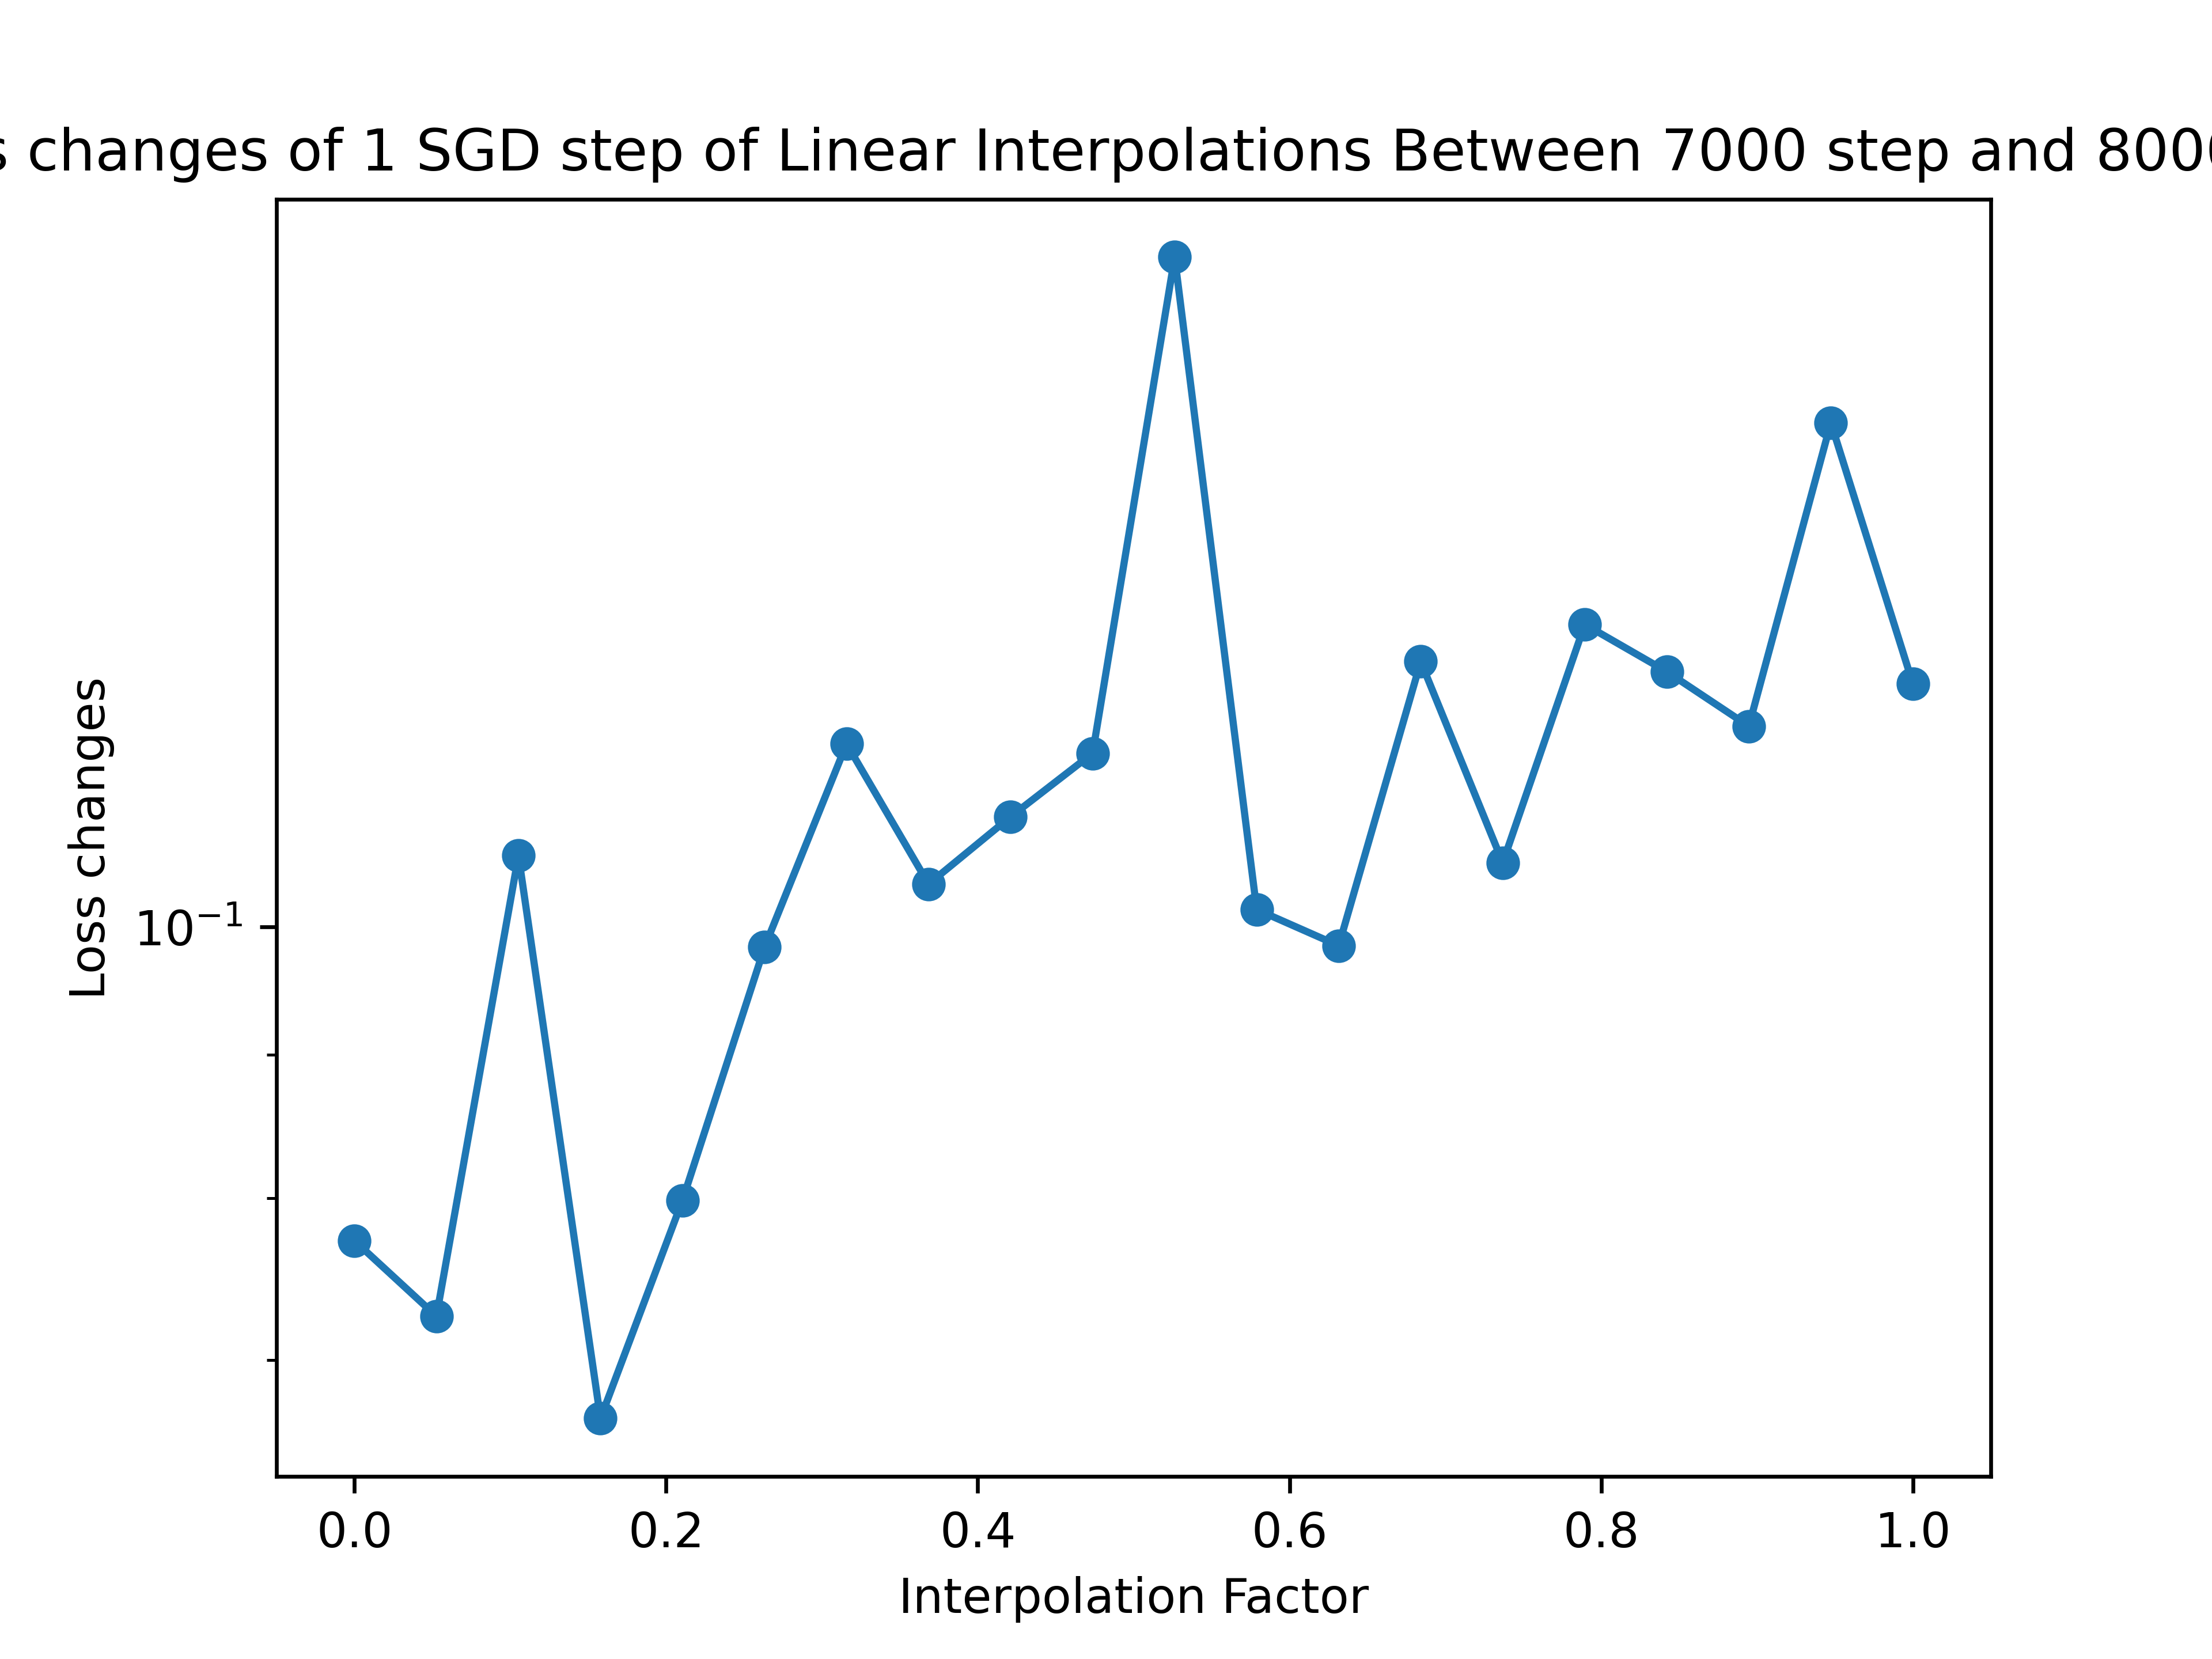 changes of 1 SGD step of Linear Interpolations Between 7000 step and 800
Loss changes
10⁻¹
0.0 0.2 0.4 0.6 0.8 1.0
Interpolation Factor